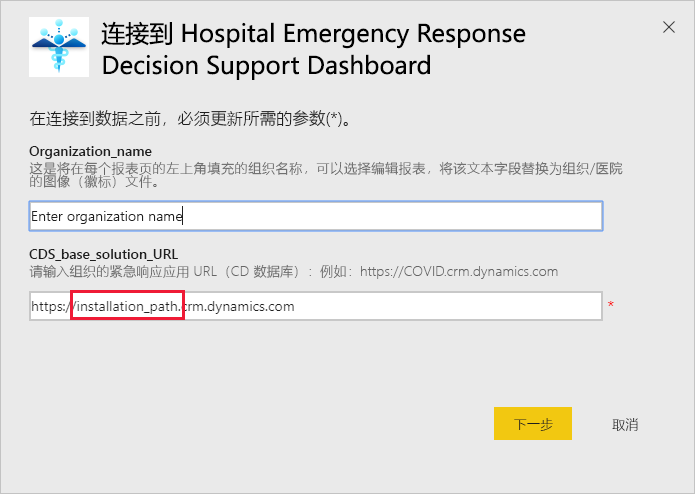 连接到 Hospital Emergency Response
Decision Support Dashboard
在连接到数据之前，必须更新所需的参数(*)。
Organization_name
这是将在每个报表页的左上角填充的组织名称，可以选择编辑报表，将该文本字段替换为组织/医院
的图像（徽标）文件。
Enter organization name
CDS_base_solution_URL
请输入组织的紧急响应应用 URL（CD 数据库）：例如：https://COVID.crm.dynamics.com
https://installation_path.crm.dynamics.com
*
下一步
取消